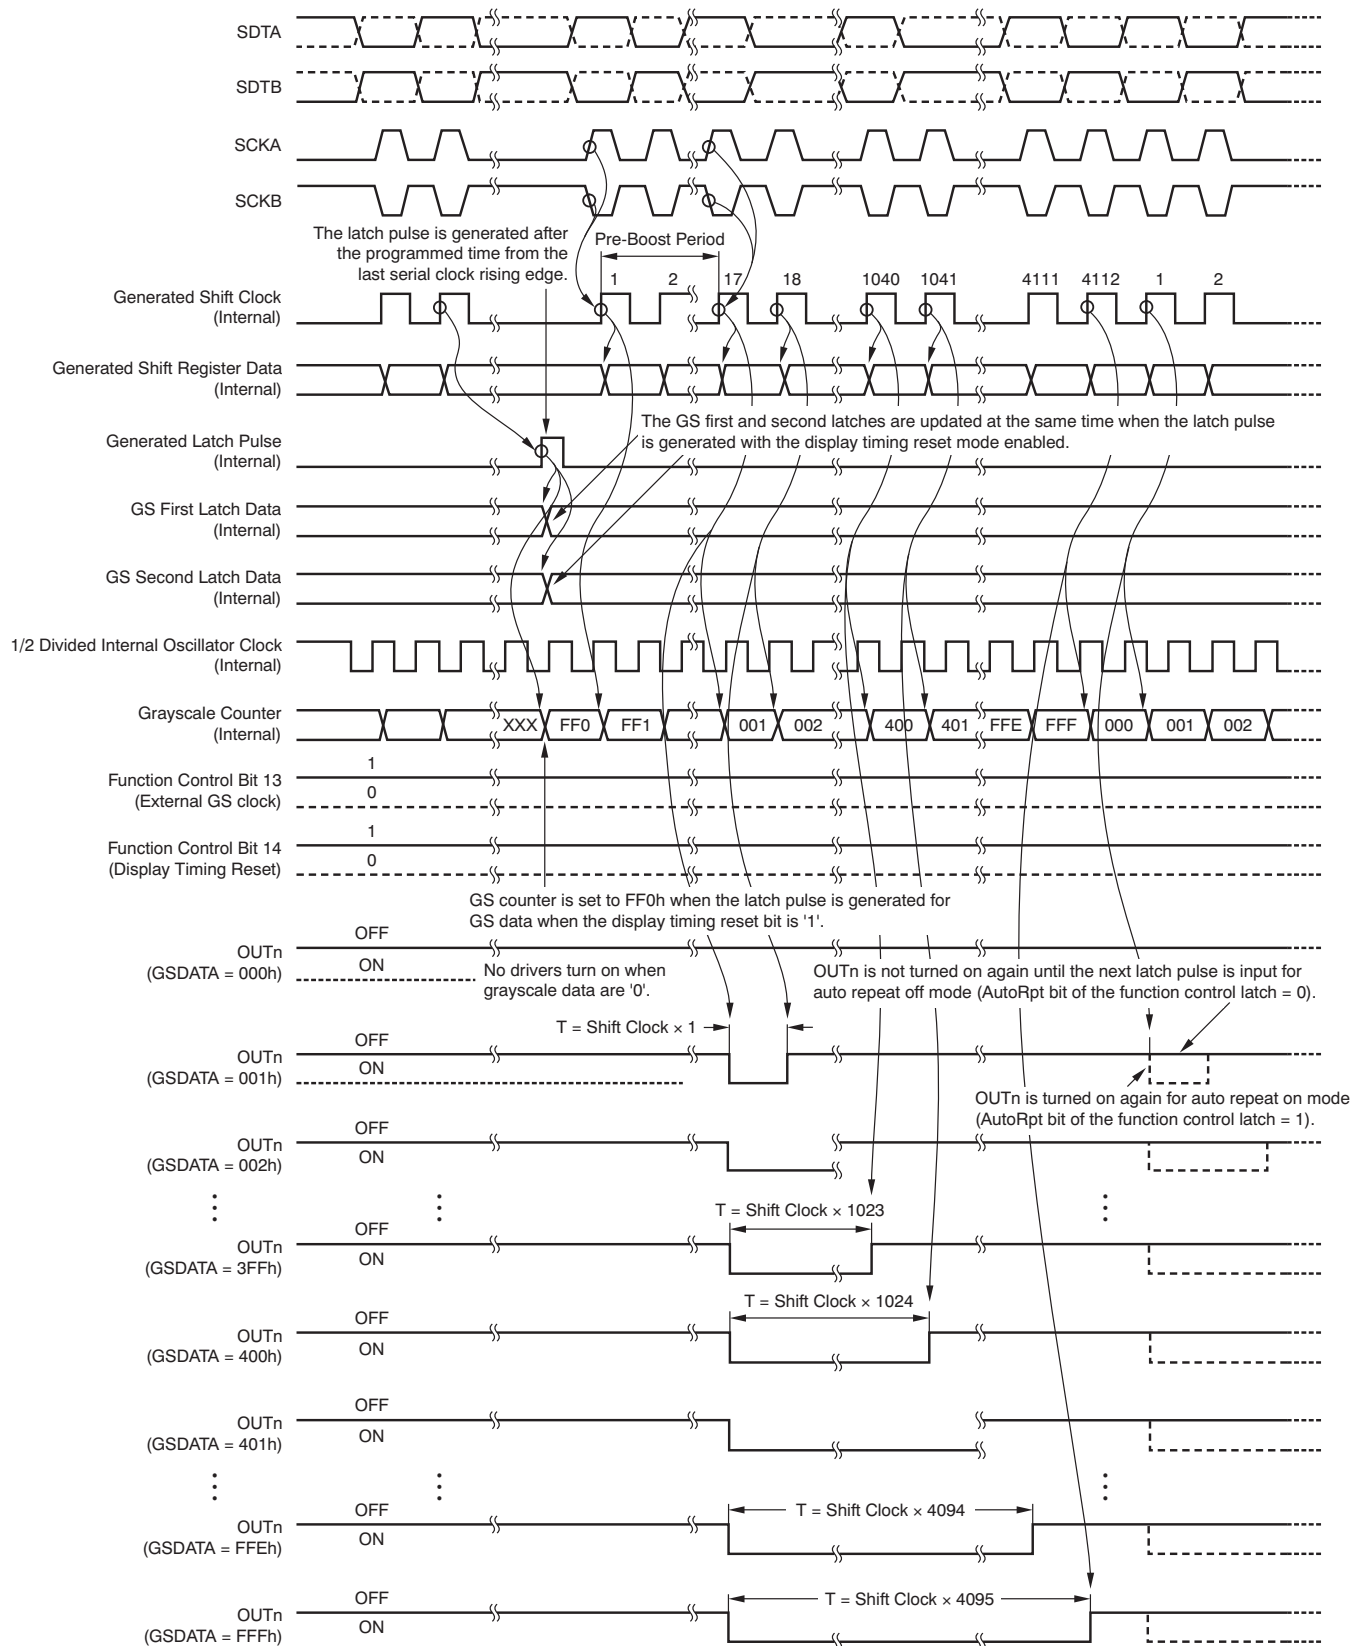 SDTA
SDTB
SCKA
SCKB
The latch pulse is generated after
the programmed time from the
last serial clock rising edge.
Pre-Boost Period
1 2 17 18 1040 1041 4111 4112 1 2
Generated Shift Clock
(Internal)
Generated Shift Register Data
(Internal)
The GS first and second latches are updated at the same time when the latch pulse
is generated with the display timing reset mode enabled.
Generated Latch Pulse
(Internal)
GS First Latch Data
(Internal)
GS Second Latch Data
(Internal)
1/2 Divided Internal Oscillator Clock
(Internal)
Grayscale Counter
(Internal)
XXX FF0 FF1 001 002 400 401 FFE FFF 000 001 002
Function Control Bit 13
(External GS clock)
1
0
Function Control Bit 14
(Display Timing Reset)
1
0
GS counter is set to FF0h when the latch pulse is generated for
GS data when the display timing reset bit is '1'.
OUTn
(GSDATA = 000h)
OFF
ON
No drivers turn on when
grayscale data are '0'.
OUTn is not turned on again until the next latch pulse is input for
auto repeat off mode (AutoRpt bit of the function control latch = 0).
T = Shift Clock × 1
OUTn
(GSDATA = 001h)
OFF
ON
OUTn is turned on again for auto repeat on mode
(AutoRpt bit of the function control latch = 1).
OUTn
(GSDATA = 002h)
OFF
ON
T = Shift Clock × 1023
OUTn
(GSDATA = 3FFh)
OFF
ON
T = Shift Clock × 1024
OUTn
(GSDATA = 400h)
OFF
ON
OUTn
(GSDATA = 401h)
OFF
ON
T = Shift Clock × 4094
OUTn
(GSDATA = FFEh)
OFF
ON
T = Shift Clock × 4095
OUTn
(GSDATA = FFFh)
OFF
ON